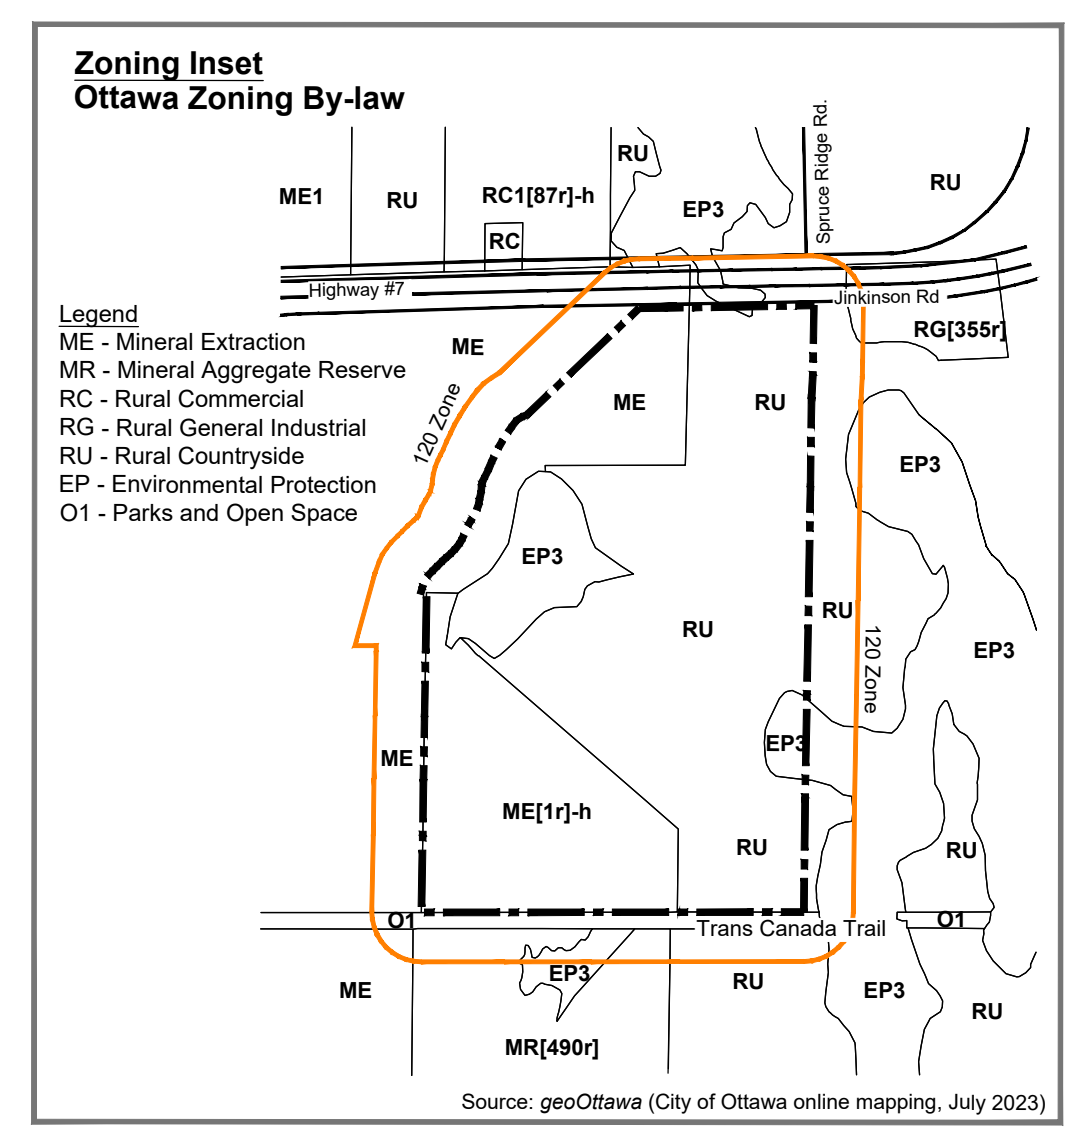 Zoning Inset
Ottawa Zoning By-law
Spruce Ridge Rd.
RU
ME1
RU
RC1[87r]-h
EP3
RU
RC
Highway #7
Jinkinson Rd
RG[355r]
Legend
ME - Mineral Extraction
MR - Mineral Aggregate Reserve
RC - Rural Commercial
RG - Rural General Industrial
RU - Rural Countryside
EP - Environmental Protection
O1 - Parks and Open Space
ME
120 Zone
ME
RU
EP3
EP3
RU
RU
120 Zone
EP3
EP3
ME
ME[1r]-h
RU
RU
O1
Trans Canada Trail
O1
ME
EP3
RU
EP3
RU
MR[490r]
Source: geoOttawa (City of Ottawa online mapping, July 2023)